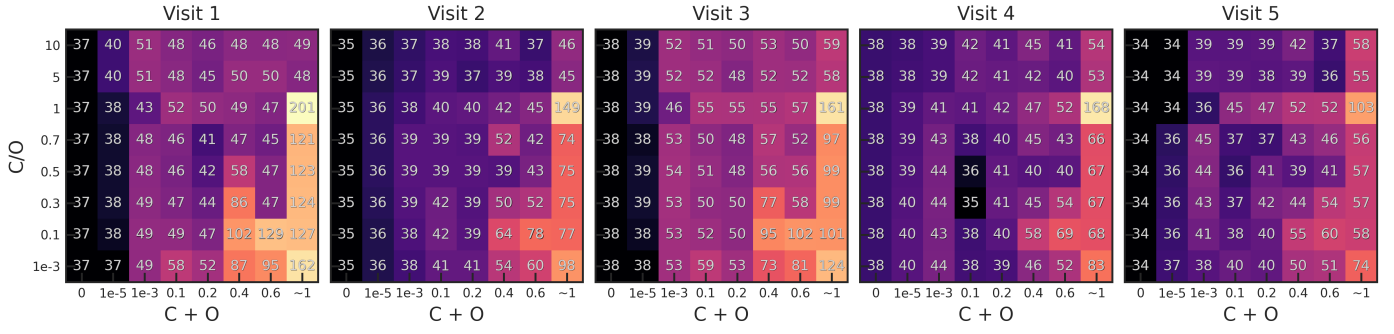 Visit 1 Visit 2 Visit 3 Visit 4 Visit 5
10 37 40 51 48 46 48 48 49 35 36 37 38 38 41 37 46 38 39 52 51 50 53 50 59 38 38 39 42 41 45 41 54 34 34 39 39 39 42 37 58
5 37 40 51 48 45 50 50 48 35 36 37 39 37 39 38 45 38 39 52 52 48 52 52 58 38 38 39 42 41 42 40 53 34 34 39 39 38 39 36 55
1 37 38 43 52 50 49 47 201 35 36 38 40 40 42 45 149 38 39 46 55 55 55 57 161 38 39 41 41 42 47 52 168 34 34 36 45 47 52 52 103
0.7 37 38 48 46 41 47 45 121 35 36 39 39 39 52 42 74 38 39 53 50 48 57 52 97 38 39 43 38 40 45 43 66 34 36 45 37 37 43 46 56
0.5 37 38 48 46 42 58 47 123 35 36 39 39 39 39 43 75 38 39 54 51 48 56 56 99 38 39 44 36 41 40 40 67 34 36 44 36 41 39 41 57
0.3 37 38 49 47 44 86 47 124 35 36 39 42 39 50 52 75 38 39 53 50 50 77 58 99 38 40 44 35 41 45 54 67 34 36 43 37 42 44 54 57
0.1 37 38 49 49 47 102 129 127 35 36 38 42 39 64 78 77 38 38 53 52 50 95 102 101 38 40 43 38 40 58 69 68 34 36 41 38 40 55 60 58
1e-3 37 37 49 58 52 87 95 162 35 36 38 41 41 54 60 98 38 38 53 59 53 73 81 124 38 40 44 38 39 46 52 83 34 37 38 40 40 50 51 74
C/O
0 1e-5 1e-3 0.1 0.2 0.4 0.6 ~1 0 1e-5 1e-3 0.1 0.2 0.4 0.6 ~1 0 1e-5 1e-3 0.1 0.2 0.4 0.6 ~1 0 1e-5 1e-3 0.1 0.2 0.4 0.6 ~1 0 1e-5 1e-3 0.1 0.2 0.4 0.6 ~1
C + O C + O C + O C + O C + O